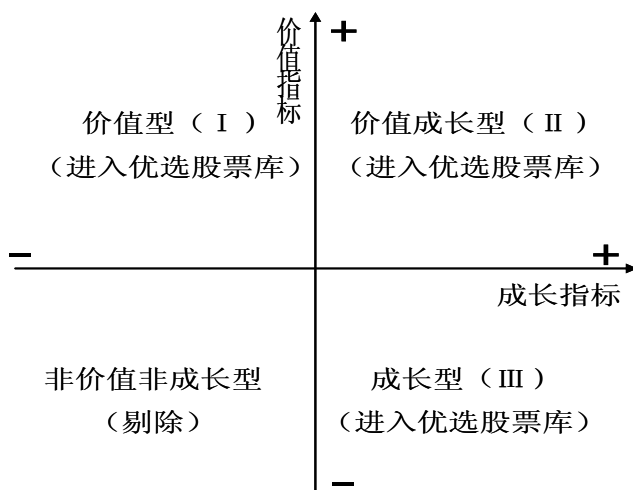 价值指标
+
价值型（Ⅰ）
（进入优选股票库）
价值成长型（Ⅱ）
（进入优选股票库）
−
+
成长指标
非价值非成长型
（剔除）
成长型（Ⅲ）
（进入优选股票库）
−